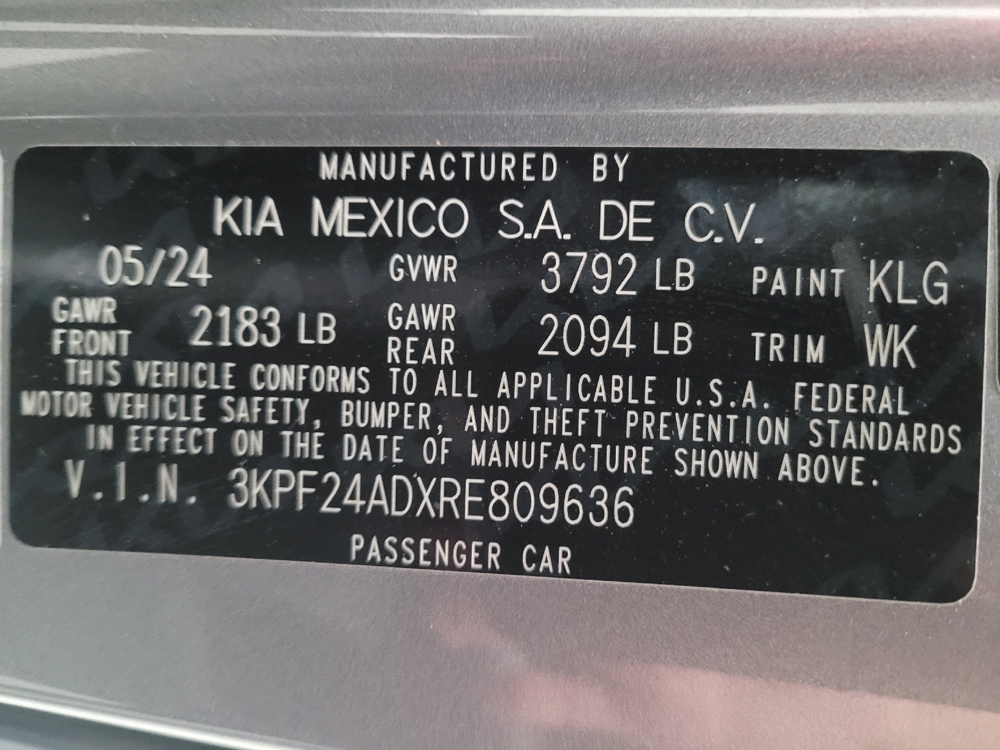 MANUFACTURED BY
KIA MEXICO S.A. DE C.V.
05/24 GVWR 3792 LB PAINT KLG
GAWR FRONT 2183 LB GAWR REAR 2094 LB TRIM WK
THIS VEHICLE CONFORMS TO ALL APPLICABLE U.S.A. FEDERAL
MOTOR VEHICLE SAFETY, BUMPER, AND THEFT PREVENTION STANDARDS
IN EFFECT ON THE DATE OF MANUFACTURE SHOWN ABOVE.
V.I.N. 3KPF24ADXRE809636
PASSENGER CAR